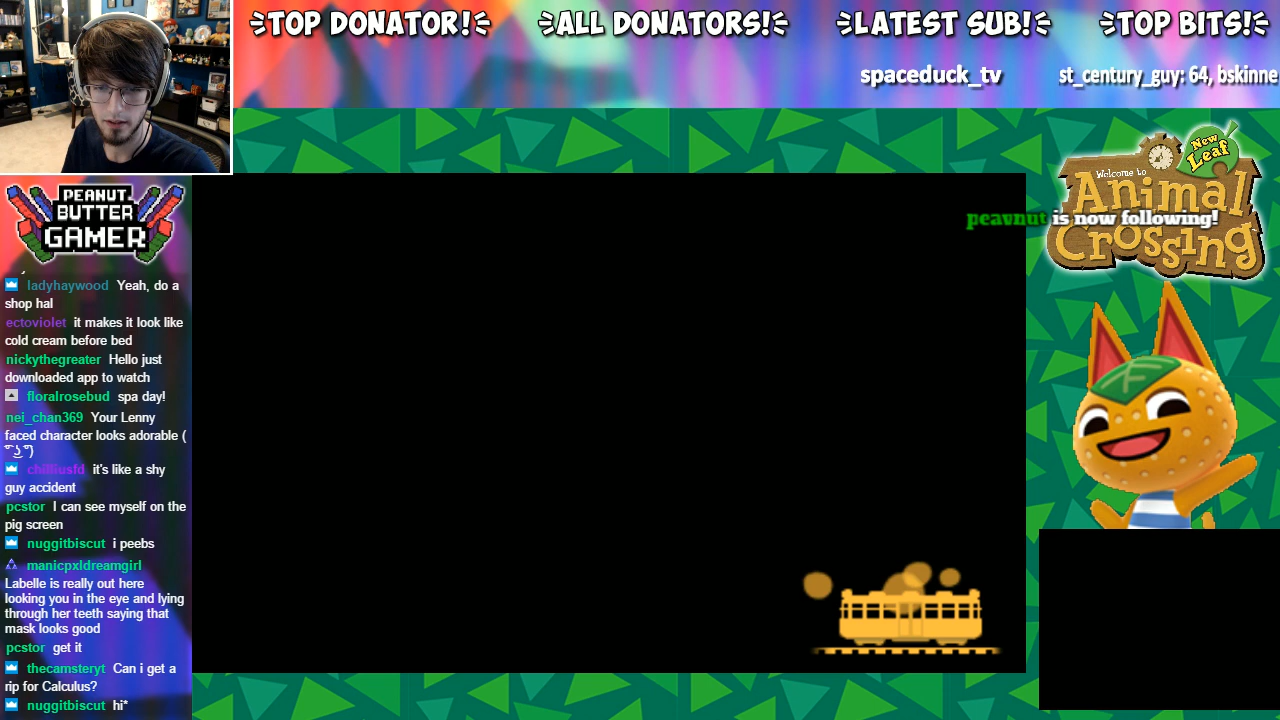 TOP DONATOR!
ALL DONATORS!
LATEST SUB!
TOP BITS!
spaceduck_tv
st_century_guy: 64, bskinne
PEANUT
BUTTER
GAMER
Welcome to
New
Leaf
Animal
Crossing
peavnut is now following!
ladyhaywood Yeah, do a
shop hal
ectoviolet it makes it look like
cold cream before bed
nickythegreater Hello just
downloaded app to watch
floralrosebud spa day!
nei_chan369 Your Lenny
faced character looks adorable (
͡° ͜ʖ ͡°)
chilliusfd it's like a shy
guy accident
pcstor I can see myself on the
pig screen
nuggitbiscut i peebs
manicpxldreamgirl
Labelle is really out here
looking you in the eye and lying
through her teeth saying that
mask looks good
pcstor get it
thecamsteryt Can i get a
rip for Calculus?
nuggitbiscut hi*